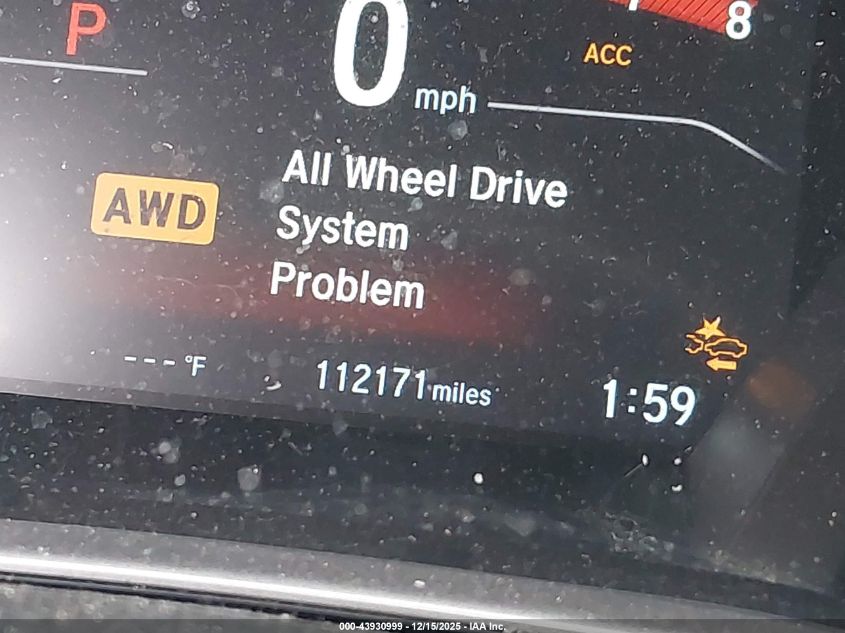 P
0 mph
ACC
8
AWD
All Wheel Drive
System
Problem
---°F
112171 miles
1:59
000-43930999 - 12/15/2025 - IAA Inc.